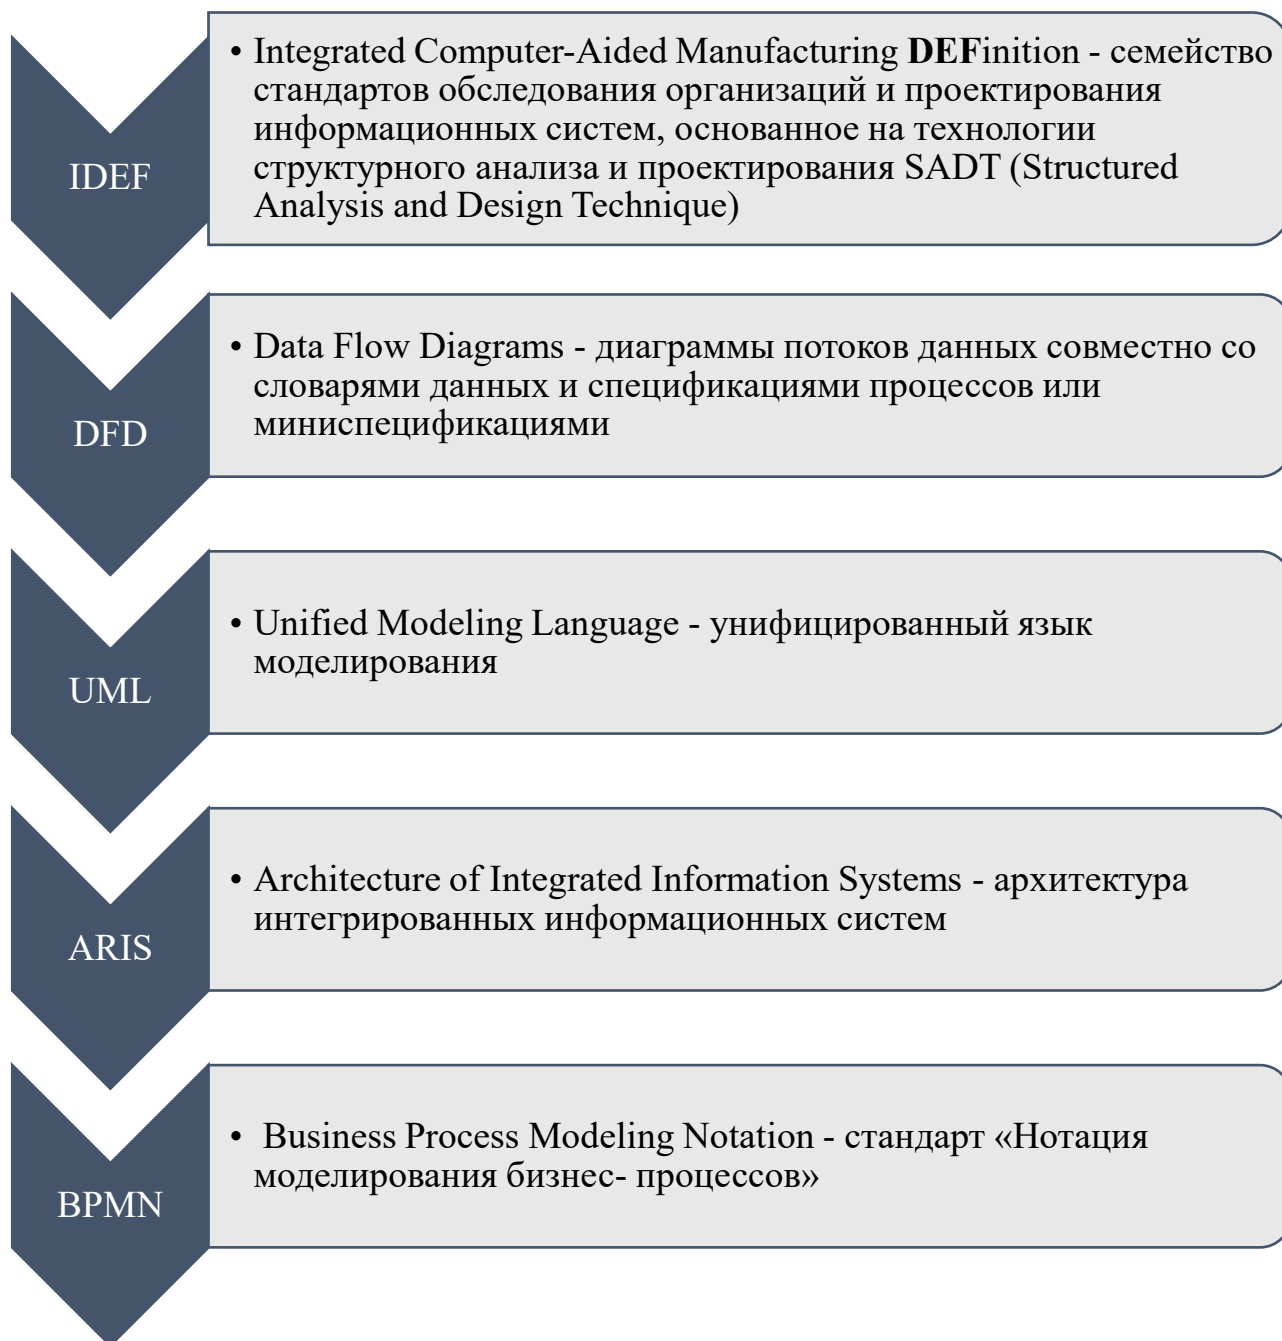 IDEF
• Integrated Computer-Aided Manufacturing DEFinition - семейство
стандартов обследования организаций и проектирования
информационных систем, основанное на технологии
структурного анализа и проектирования SADT (Structured
Analysis and Design Technique)
DFD
• Data Flow Diagrams - диаграммы потоков данных совместно со
словарями данных и спецификациями процессов или
миниспецификациями
UML
• Unified Modeling Language - унифицированный язык
моделирования
ARIS
• Architecture of Integrated Information Systems - архитектура
интегрированных информационных систем
BPMN
• Business Process Modeling Notation - стандарт «Нотация
моделирования бизнес- процессов»